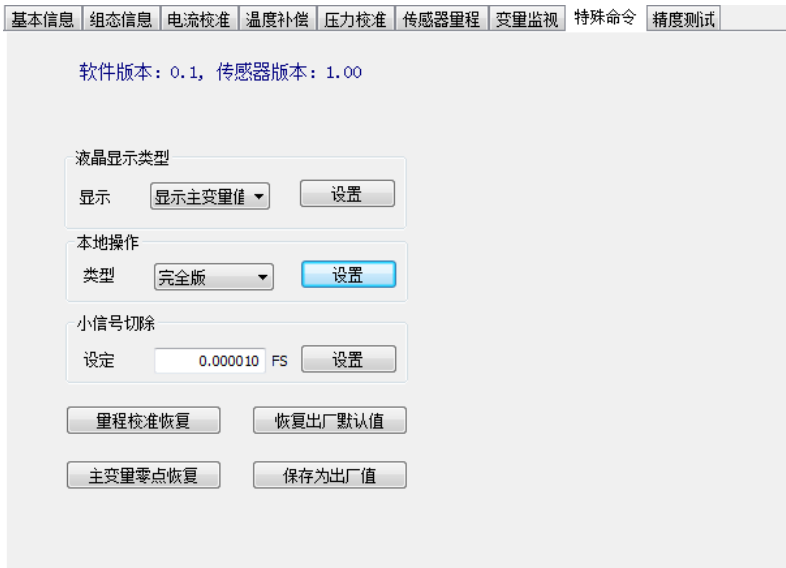 基本信息 组态信息 电流校准 温度补偿 压力校准 传感器量程 变量监视 特殊命令 精度测试
软件版本: 0.1, 传感器版本: 1.00
液晶显示类型
显示 显示主变量值 设置
本地操作
类型 完全版 设置
小信号切除
设定 0.000010 FS 设置
量程校准恢复 恢复出厂默认值
主变量零点恢复 保存为出厂值